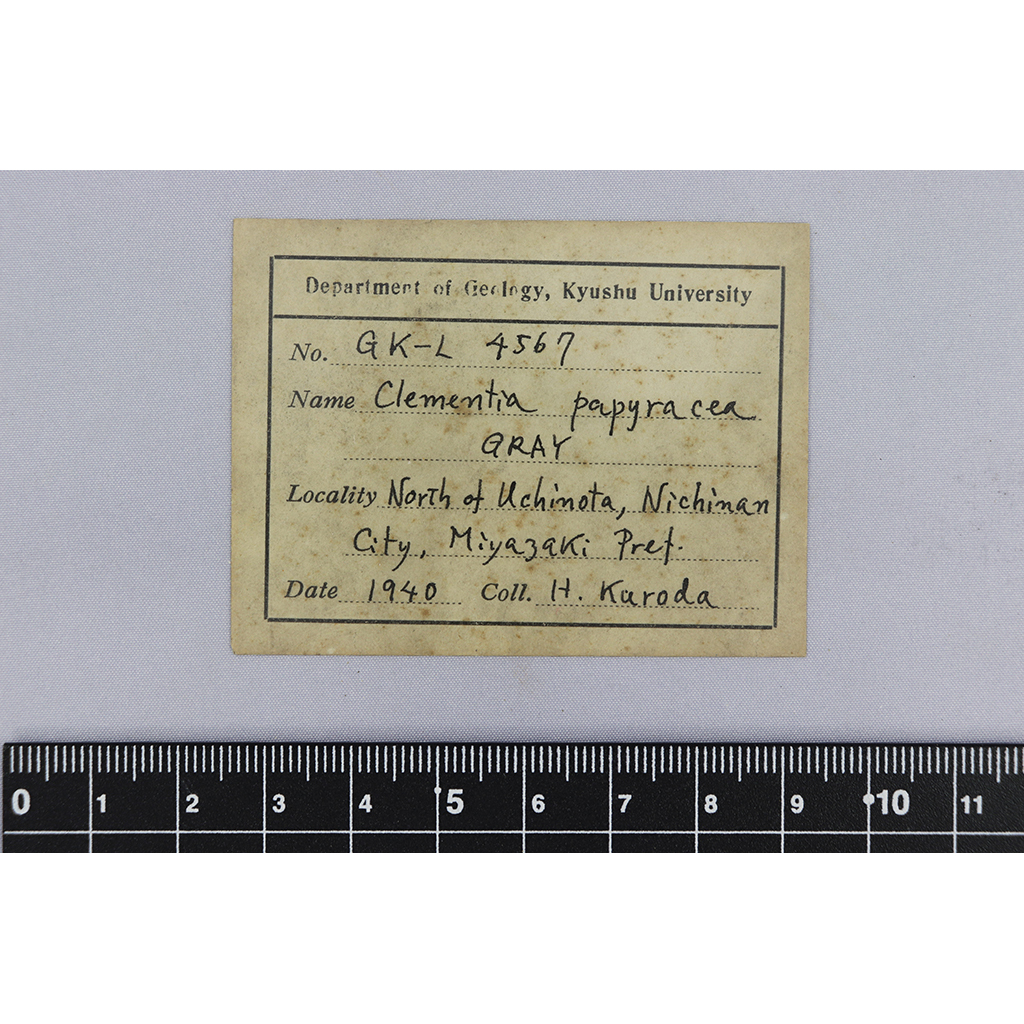 Department of Geology, Kyushu University
No. GK-L 4567
Name Clementia papyracea
GRAY
Locality North of Uchinota, Nichinan
City, Miyazaki Pref.
Date 1940 Coll. H. Kuroda
0 1 2 3 4 5 6 7 8 9 10 11